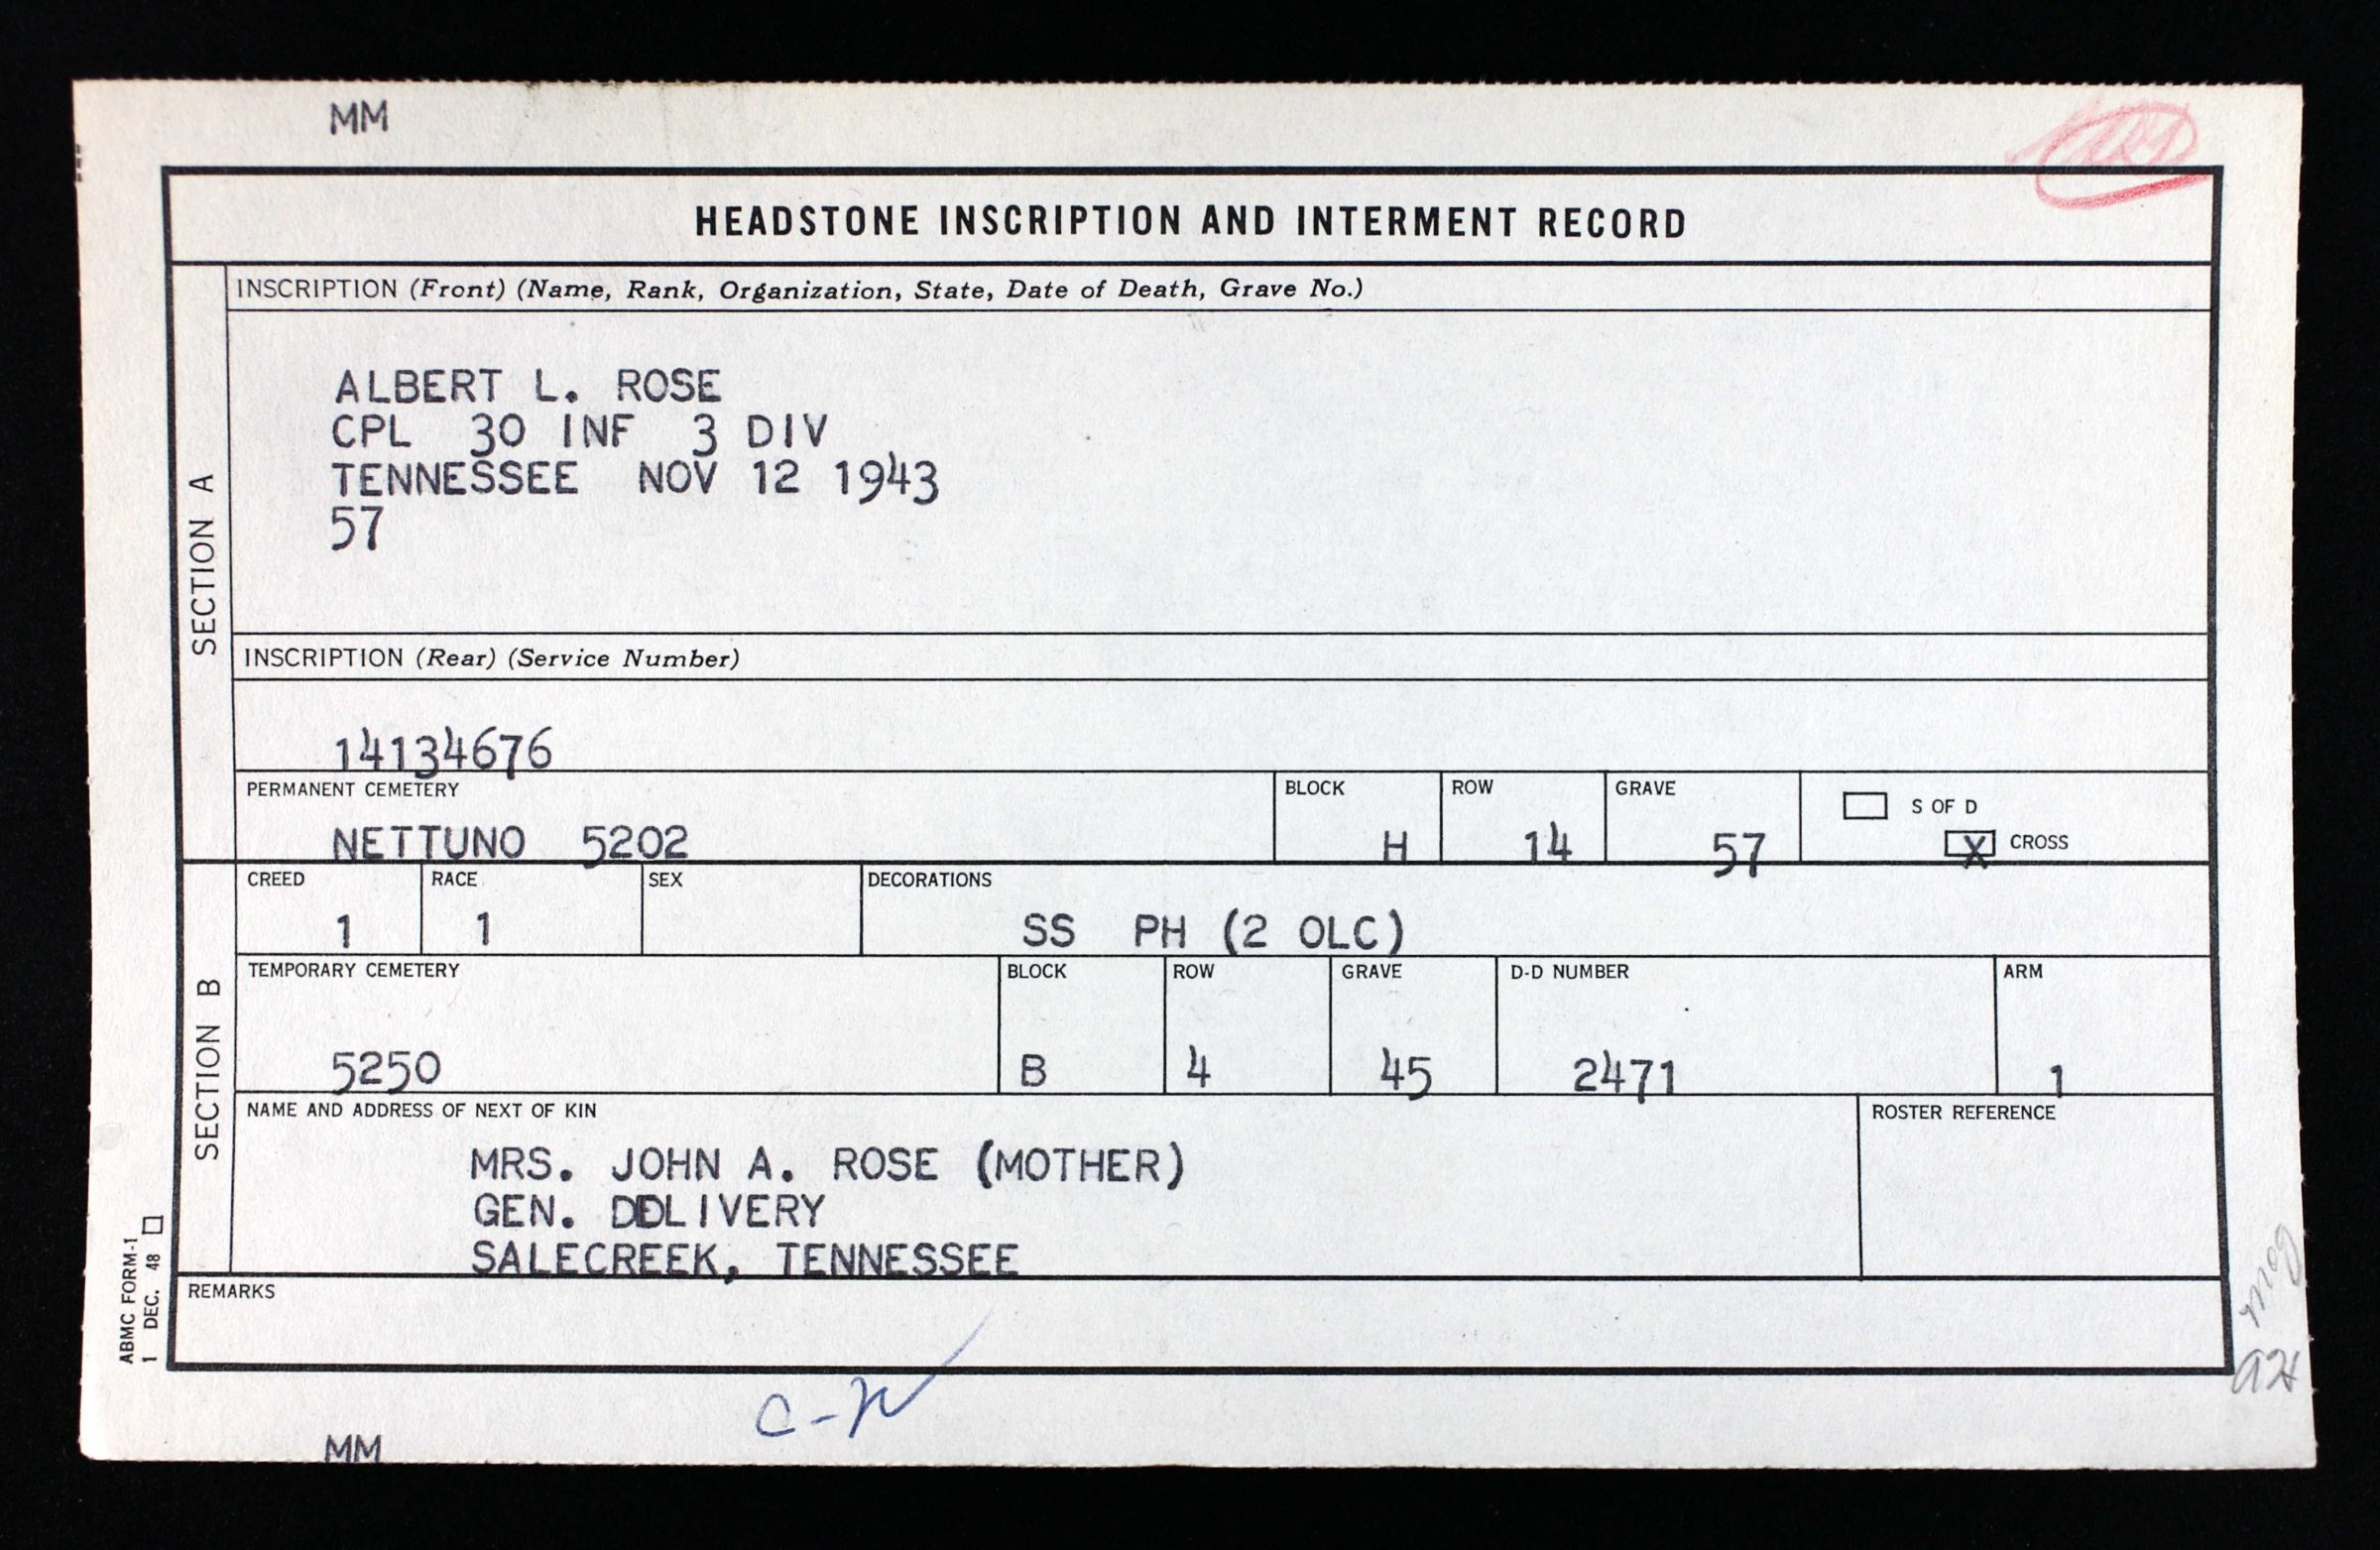 MM
HEADSTONE INSCRIPTION AND INTERMENT RECORD
SECTION A
INSCRIPTION (Front) (Name, Rank, Organization, State, Date of Death, Grave No.)
ALBERT L. ROSE
CPL 30 INF 3 DIV
TENNESSEE NOV 12 1943
57
INSCRIPTION (Rear) (Service Number)
14134676
PERMANENT CEMETERY BLOCK ROW GRAVE S OF D
NETTUNO 5202 H 14 57 X CROSS
SECTION B
CREED RACE SEX DECORATIONS
1 1 SS PH (2 OLC)
TEMPORARY CEMETERY BLOCK ROW GRAVE D-D NUMBER ARM
5250 B 4 45 2471 1
NAME AND ADDRESS OF NEXT OF KIN ROSTER REFERENCE
MRS. JOHN A. ROSE (MOTHER)
GEN. DELIVERY
SALECREEK, TENNESSEE
REMARKS
ABMC FORM-1
1 DEC. 48
MM